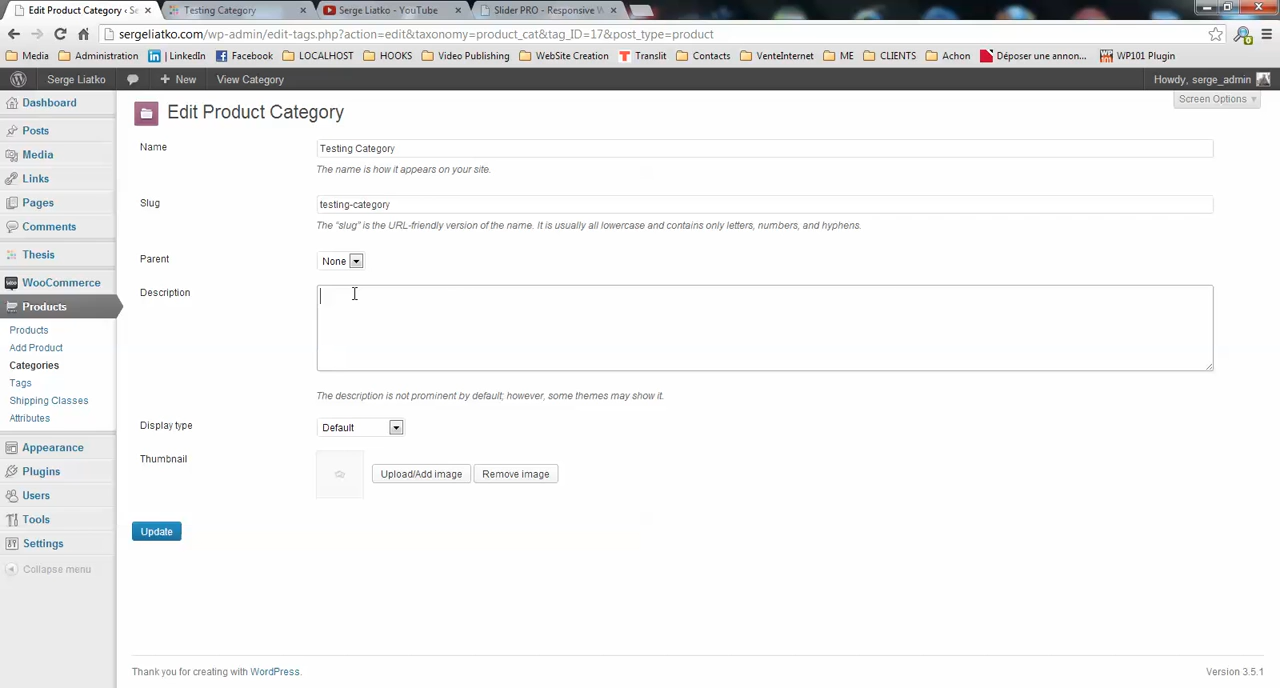 Edit Product Category ‹ Se
Testing Category
Serge Liatko - YouTube
Slider PRO - Responsive W
sergeliatko.com/wp-admin/edit-tags.php?action=edit&taxonomy=product_cat&tag_ID=17&post_type=product
Media
Administration
LinkedIn
Facebook
LOCALHOST
HOOKS
Video Publishing
WebSite Creation
Translit
Contacts
VenteInternet
ME
CLIENTS
Achon
Déposer une annon...
WP101 Plugin
Serge Liatko
+ New
View Category
Howdy, serge_admin
Screen Options
Dashboard
Posts
Media
Links
Pages
Comments
Thesis
WooCommerce
Products
Products
Add Product
Categories
Tags
Shipping Classes
Attributes
Appearance
Plugins
Users
Tools
Settings
Collapse menu
Edit Product Category
Name
Testing Category
The name is how it appears on your site.
Slug
testing-category
The “slug” is the URL-friendly version of the name. It is usually all lowercase and contains only letters, numbers, and hyphens.
Parent
None
Description
The description is not prominent by default; however, some themes may show it.
Display type
Default
Thumbnail
Upload/Add image
Remove image
Update
Thank you for creating with WordPress.
Version 3.5.1